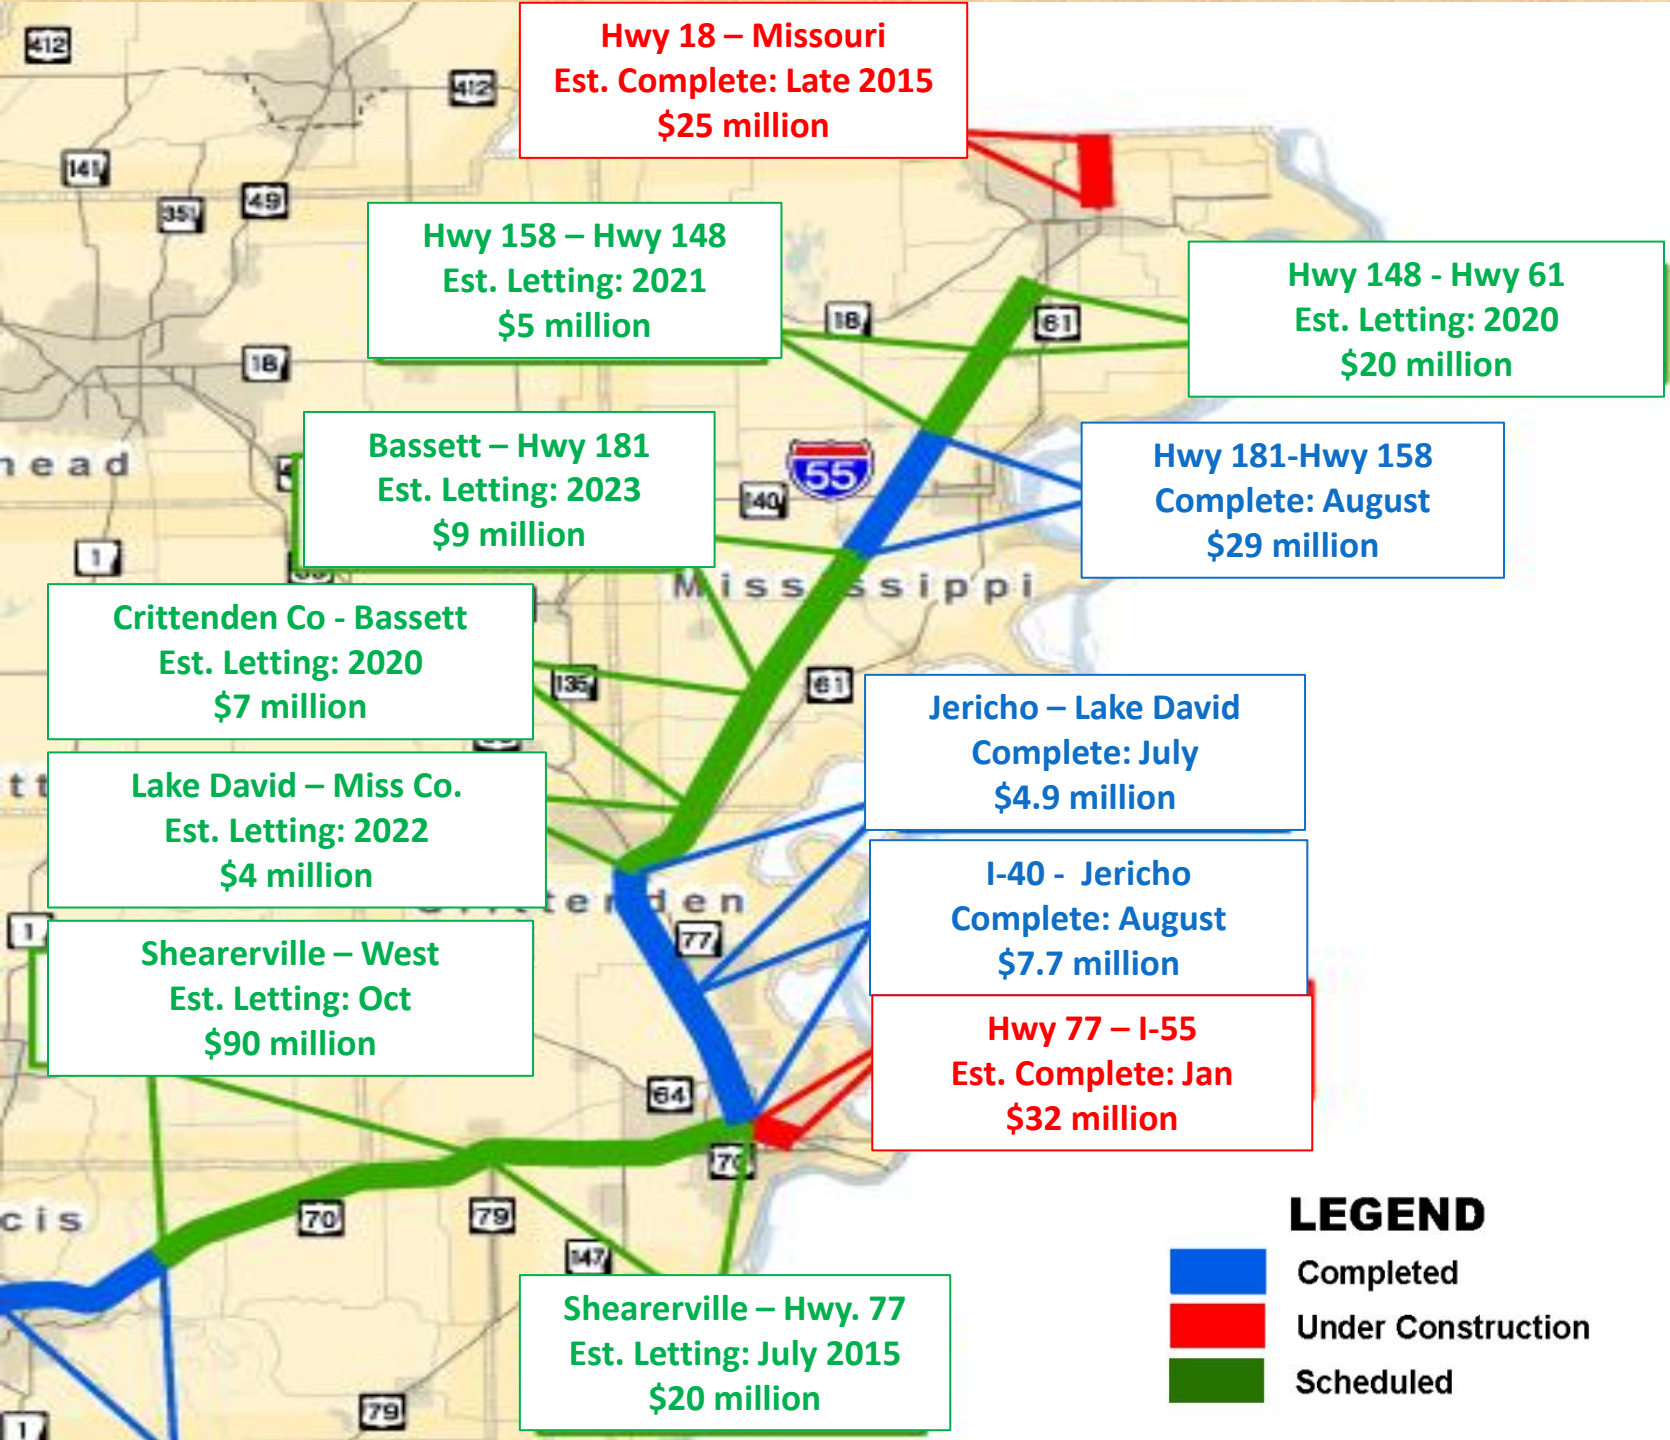 412
412
Hwy 18 – Missouri
Est. Complete: Late 2015
$25 million
141
351
49
Hwy 158 – Hwy 148
Est. Letting: 2021
$5 million
18
61
Hwy 148 - Hwy 61
Est. Letting: 2020
$20 million
18
head
Bassett – Hwy 181
Est. Letting: 2023
$9 million
55
140
Hwy 181-Hwy 158
Complete: August
$29 million
1
Mississippi
Crittenden Co - Bassett
Est. Letting: 2020
$7 million
135
61
Jericho – Lake David
Complete: July
$4.9 million
tt
Lake David – Miss Co.
Est. Letting: 2022
$4 million
I-40 - Jericho
Complete: August
$7.7 million
Crittenden
77
1
Shearerville – West
Est. Letting: Oct
$90 million
Hwy 77 – I-55
Est. Complete: Jan
$32 million
64
70
cis
70
79
147
LEGEND
Completed
Under Construction
Scheduled
Shearerville – Hwy. 77
Est. Letting: July 2015
$20 million
79
1